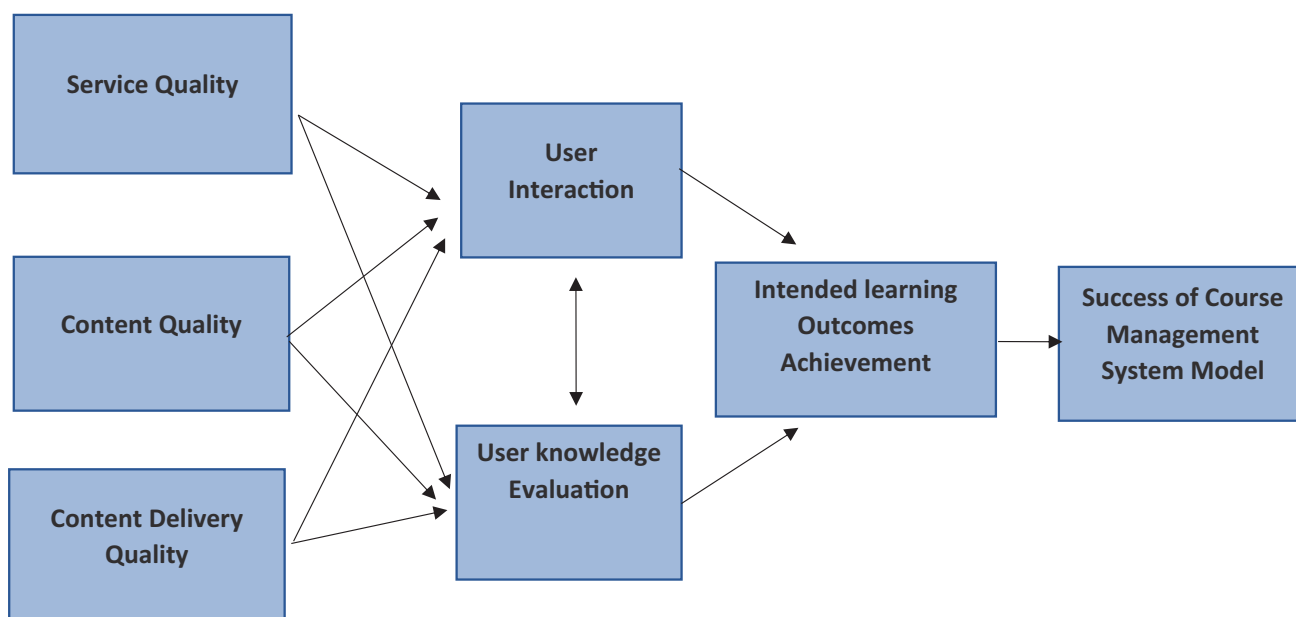 Service Quality
Content Quality
Content Delivery
Quality
User
Interaction
User knowledge
Evaluation
Intended learning
Outcomes
Achievement
Success of Course
Management
System Model